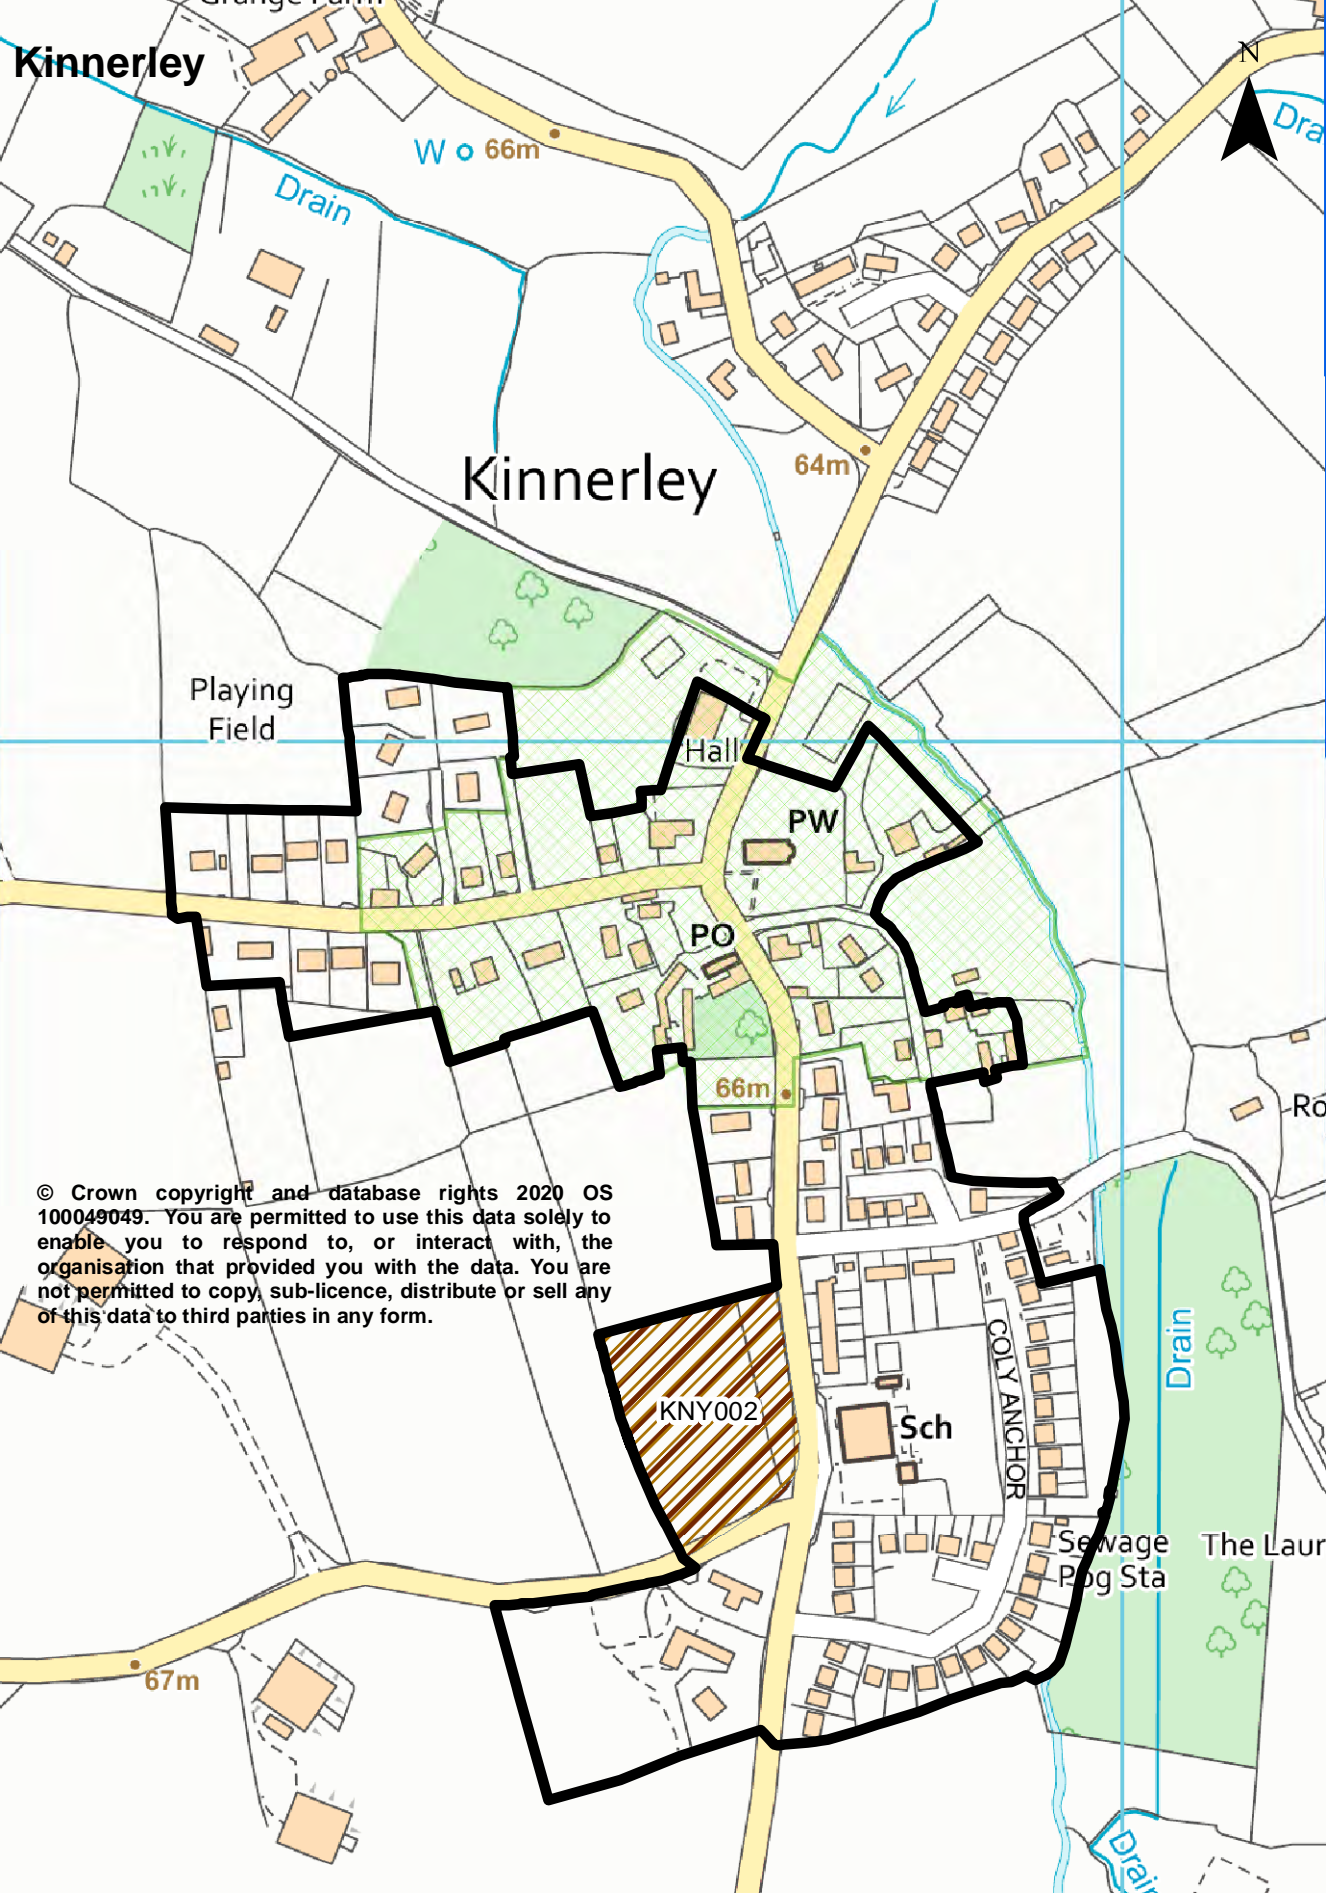 Grange Farm
Kinnerley
N
Dra
W
66m
Drain
64m
Kinnerley
Playing
Field
Hall
PW
PO
66m
Ro
© Crown copyright and database rights 2020 OS
100049049. You are permitted to use this data solely to
enable you to respond to, or interact with, the
organisation that provided you with the data. You are
not permitted to copy, sub-licence, distribute or sell any
of this data to third parties in any form.
Drain
COLY ANCHOR
KNY002
Sch
Sewage
Ppg Sta
The Laur
67m
Drain